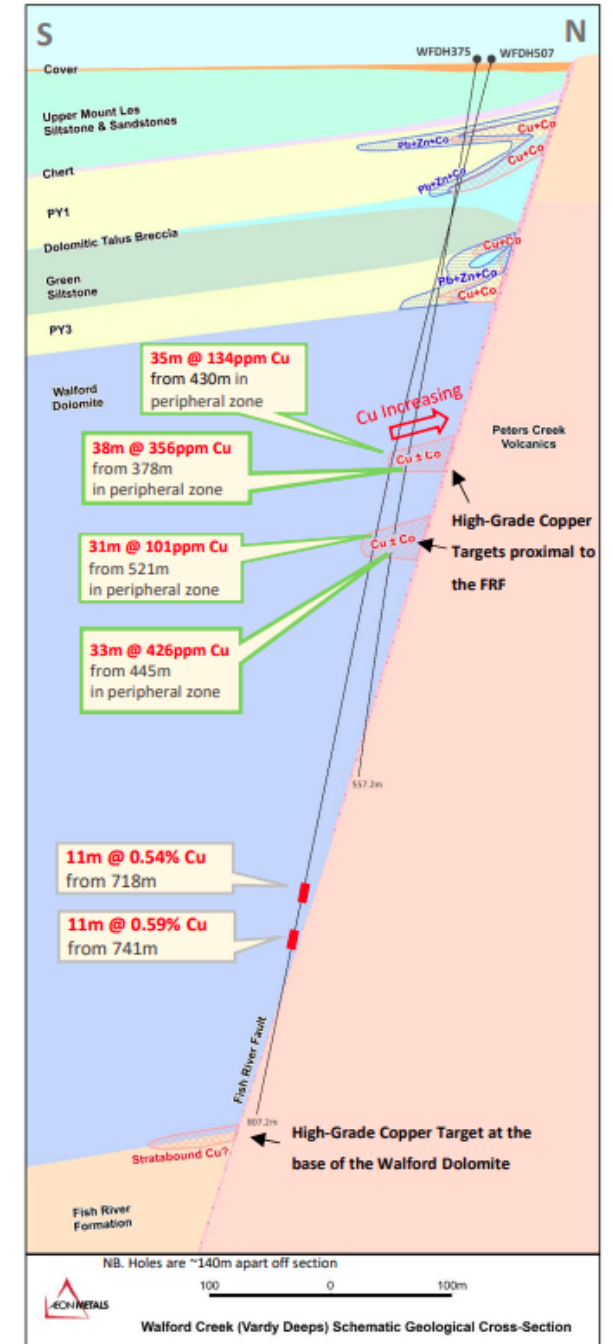 S
N
WFDH375
WFDH507
Cover
Upper Mount Les
Siltstone & Sandstones
Cu+Co
Pb+Zn+Co
Cu+Co
Chert
Pb+Zn+Co
PY1
Dolomitic Talus Breccia
Cu+Co
Green
Siltstone
Pb+Zn+Co
Cu+Co
PY3
35m @ 134ppm Cu
from 430m in
peripheral zone
Walford
Dolomite
Cu Increasing
Peters Creek
Volcanics
38m @ 356ppm Cu
from 378m
in peripheral zone
Cu ± Co
High-Grade Copper
Targets proximal to
the FRF
31m @ 101ppm Cu
from 521m
in peripheral zone
Cu ± Co
33m @ 426ppm Cu
from 445m
in peripheral zone
557.2m
11m @ 0.54% Cu
from 718m
11m @ 0.59% Cu
from 741m
Fish River Fault
807.2m
High-Grade Copper Target at the
base of the Walford Dolomite
Stratabound Cu?
Fish River
Formation
NB. Holes are ~140m apart off section
100 0 100m
ÆON METALS
Walford Creek (Vardy Deeps) Schematic Geological Cross-Section